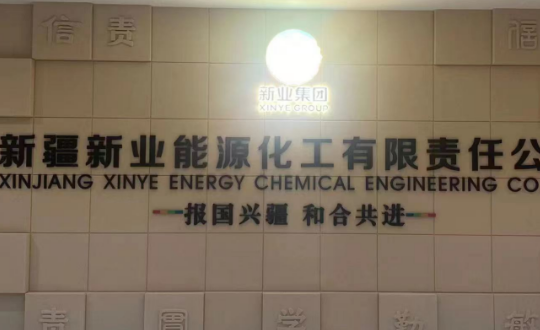 信 责 信
新业集团
XINYE GROUP
新疆新业能源化工有限责任公
XINJIANG XINYE ENERGY CHEMICAL ENGINEERING CO
报国兴疆 和合共进